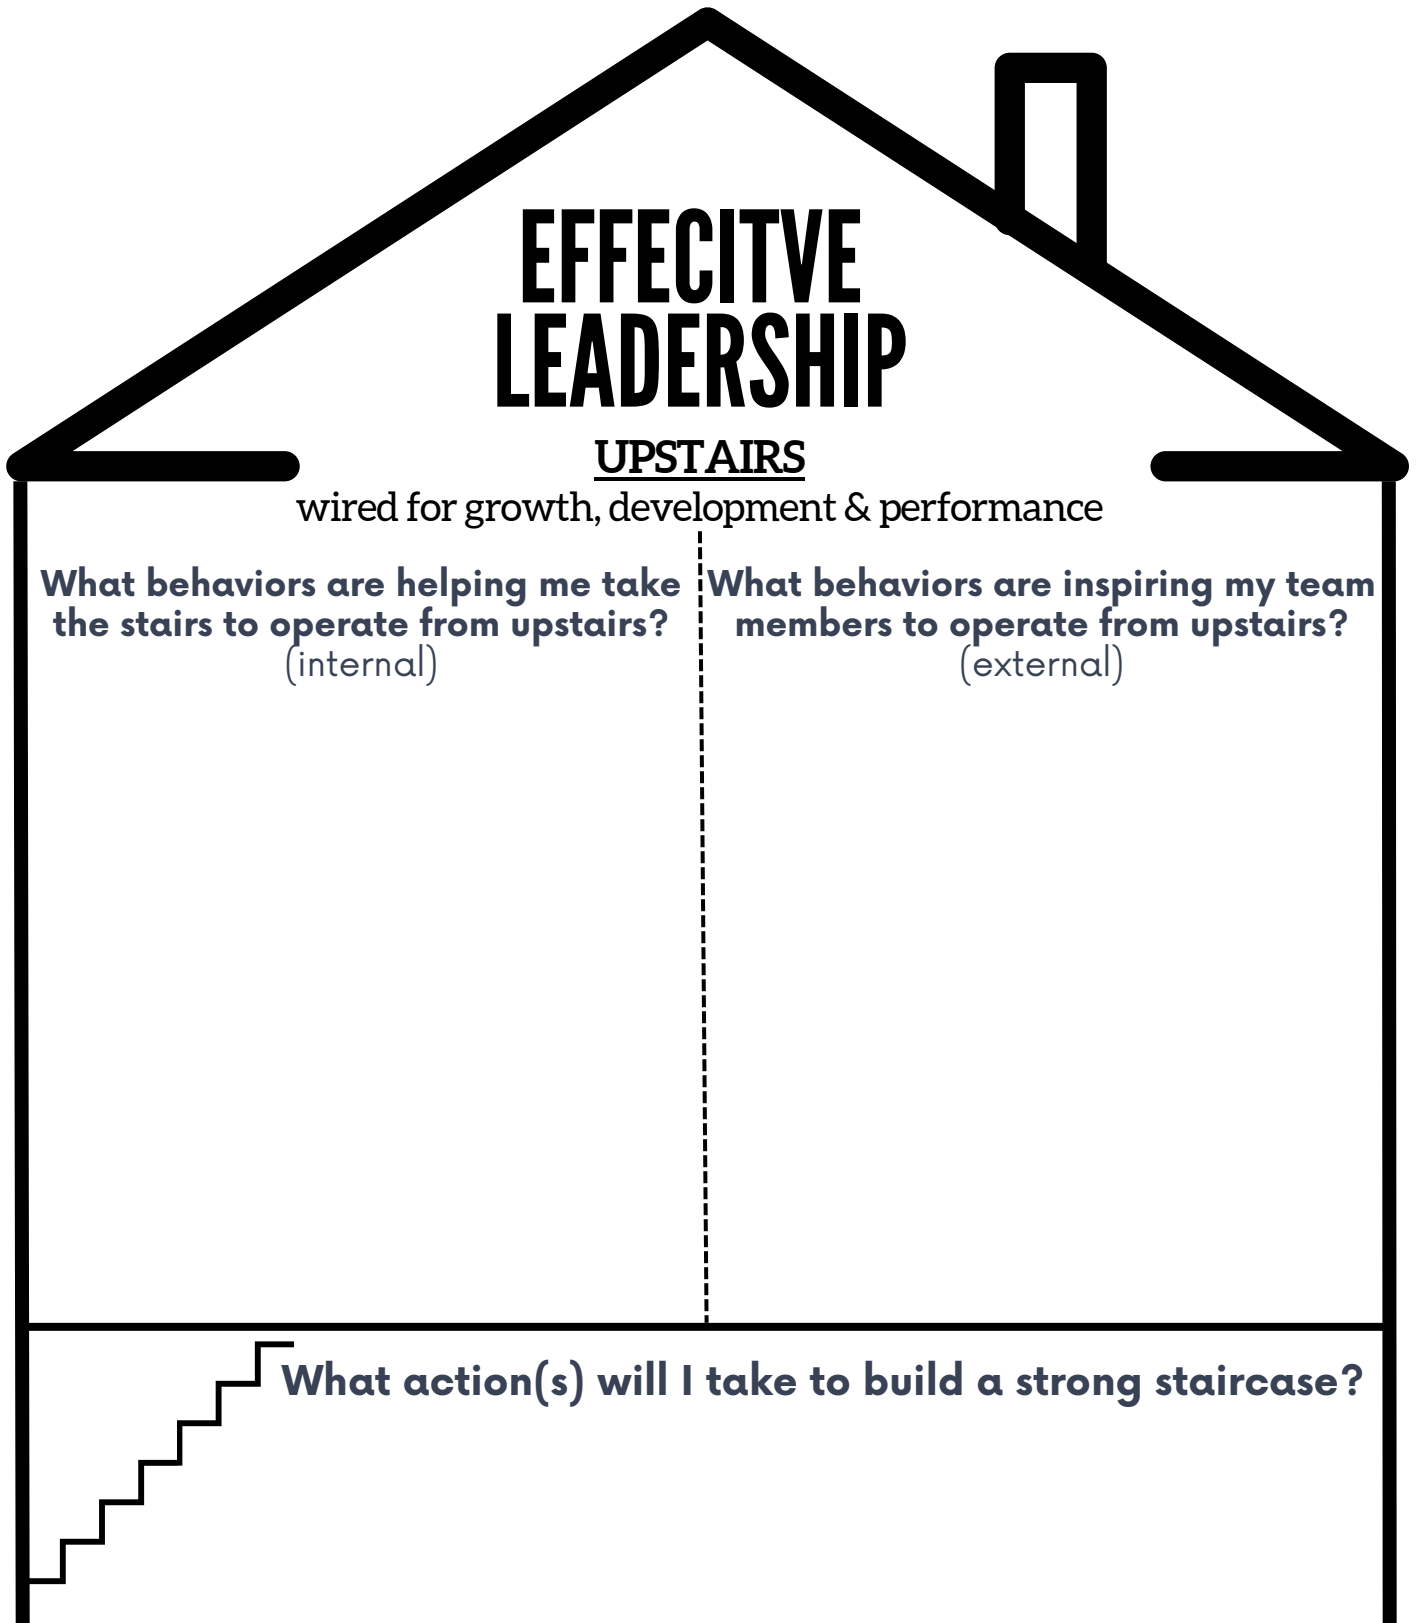 EFFECITVE
LEADERSHIP
UPSTAIRS
wired for growth, development & performance
What behaviors are helping me take
the stairs to operate from upstairs?
(internal)
What behaviors are inspiring my team
members to operate from upstairs?
(external)
What action(s) will I take to build a strong staircase?